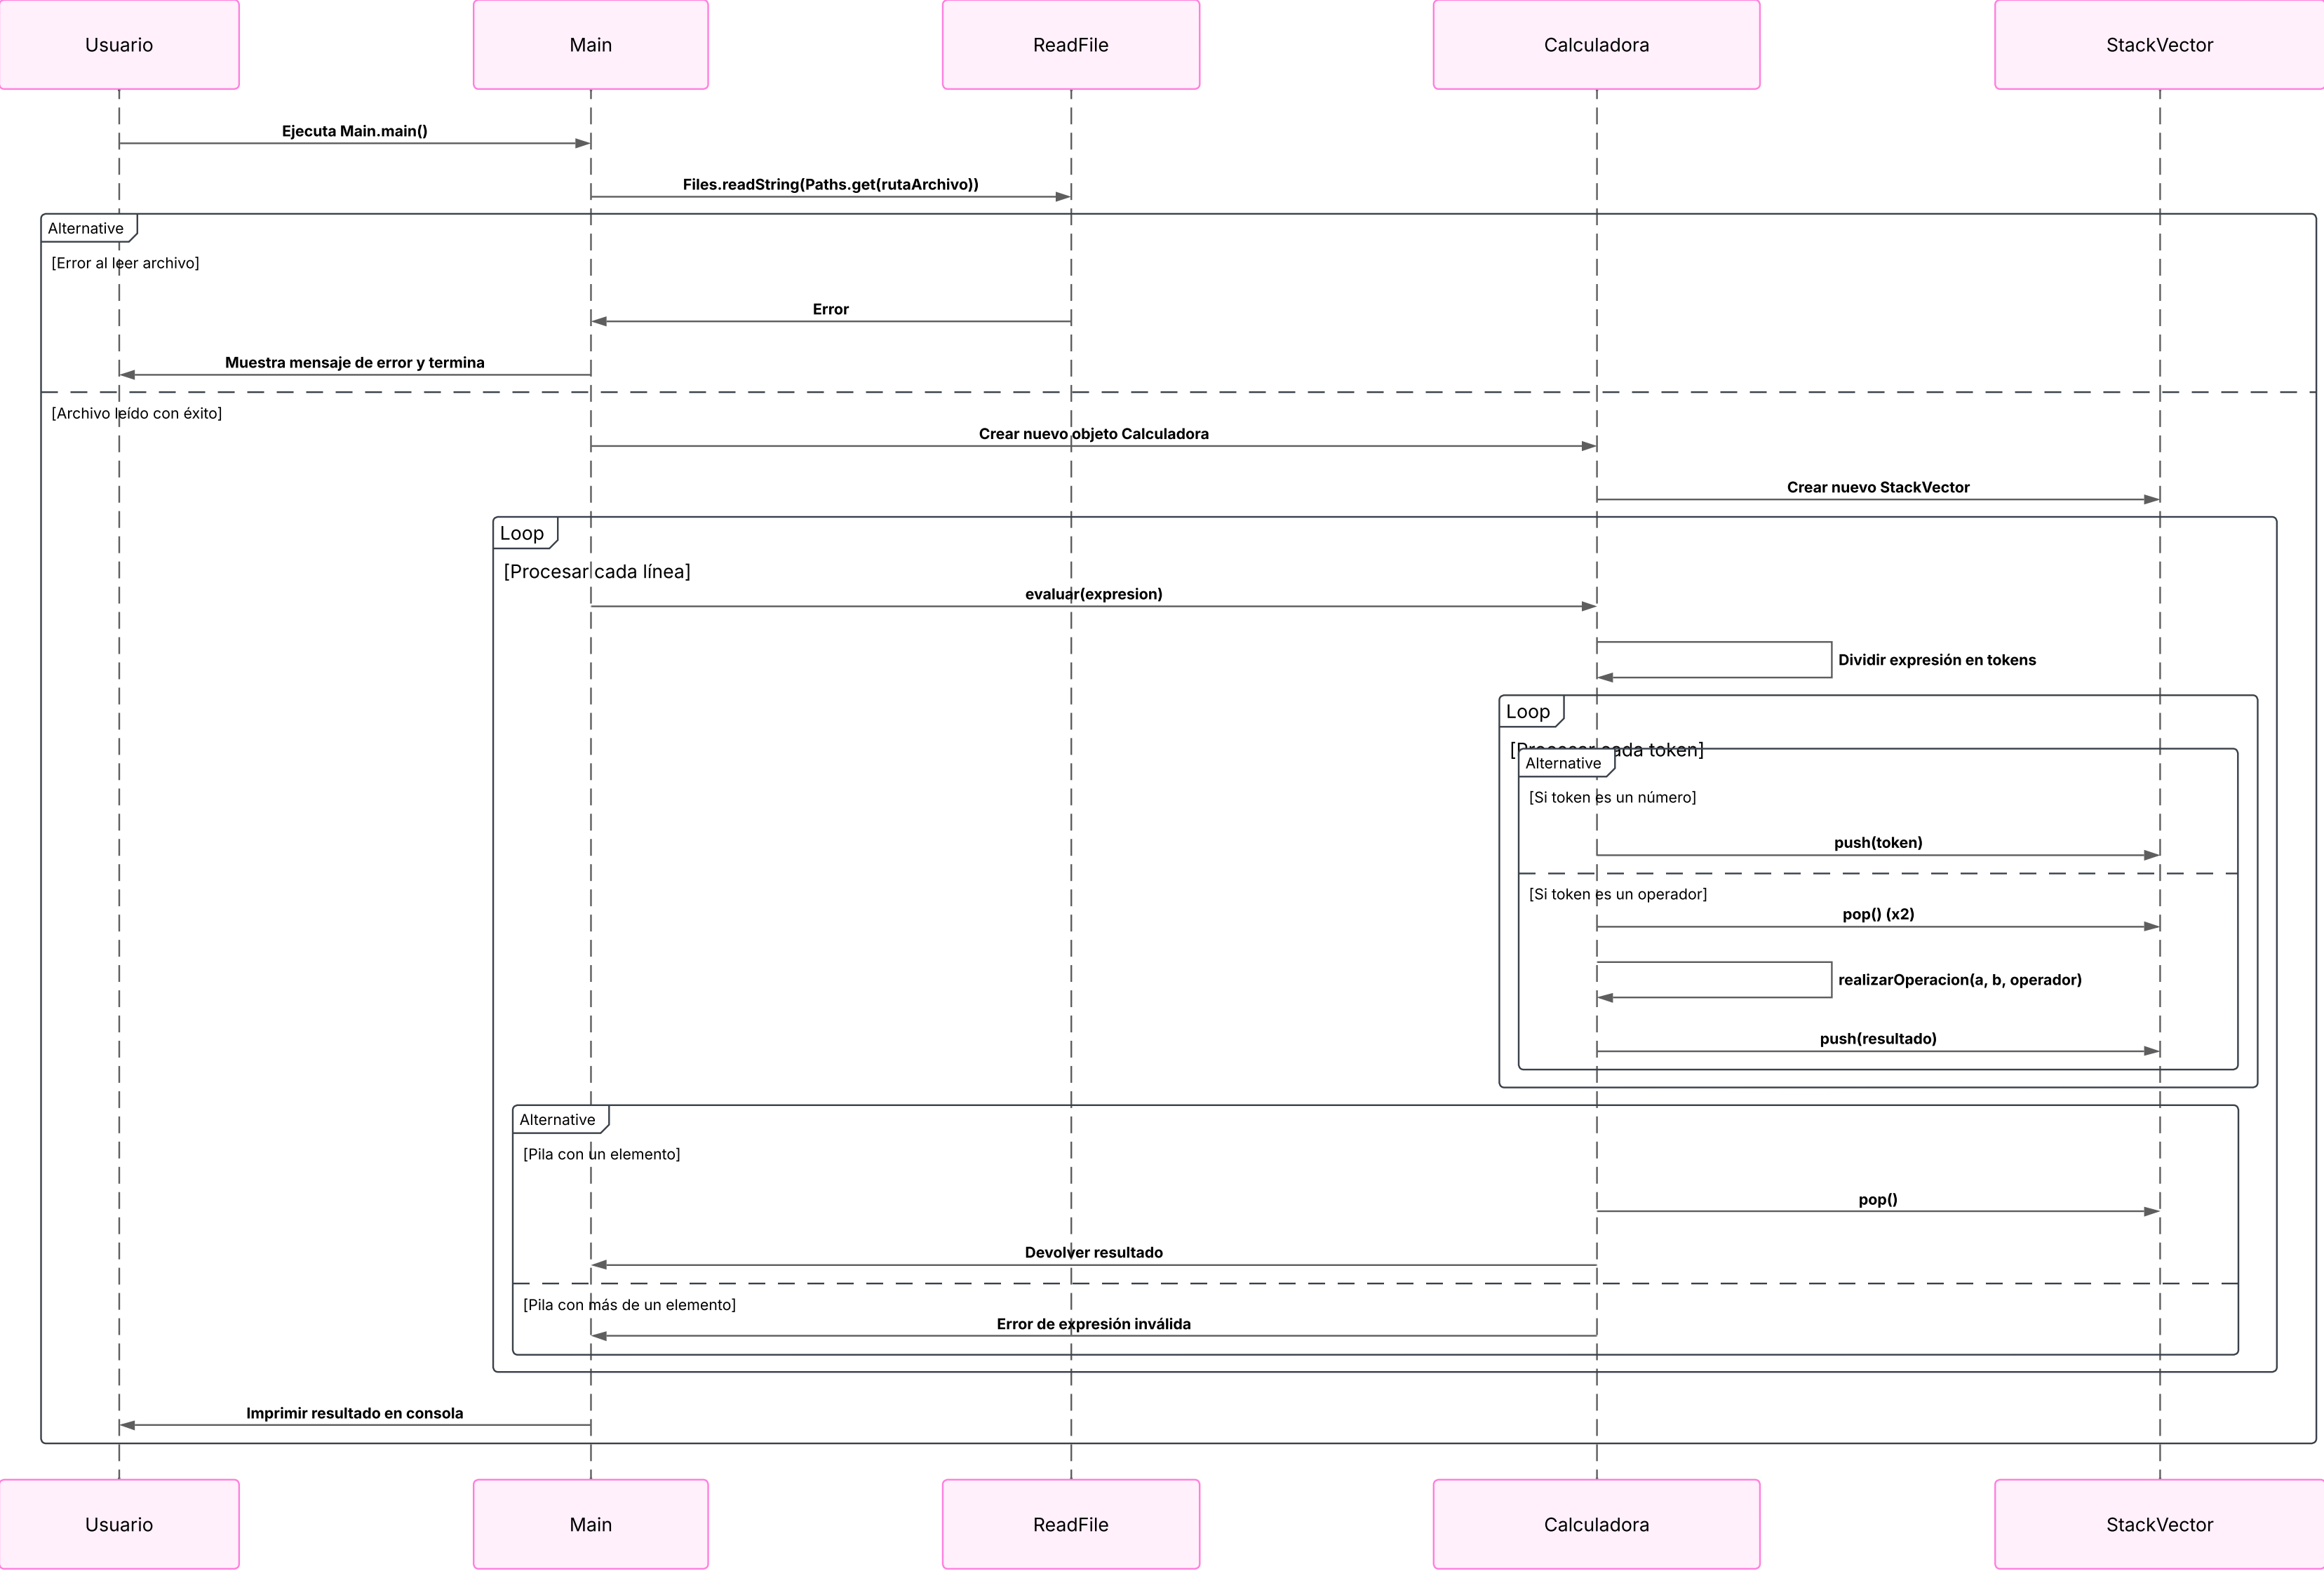 Usuario
Main
ReadFile
Calculadora
StackVector
Ejecuta Main.main()
Files.readString(Paths.get(rutaArchivo))
Alternative
[Error al leer archivo]
Error
Muestra mensaje de error y termina
[Archivo leído con éxito]
Crear nuevo objeto Calculadora
Crear nuevo StackVector
Loop
[Procesar cada línea]
evaluar(expresion)
Dividir expresión en tokens
Loop
[Procesar cada token]
Alternative
[Si token es un número]
push(token)
[Si token es un operador]
pop() (x2)
realizarOperacion(a, b, operador)
push(resultado)
Alternative
[Pila con un elemento]
pop()
Devolver resultado
[Pila con más de un elemento]
Error de expresión inválida
Imprimir resultado en consola
Usuario
Main
ReadFile
Calculadora
StackVector